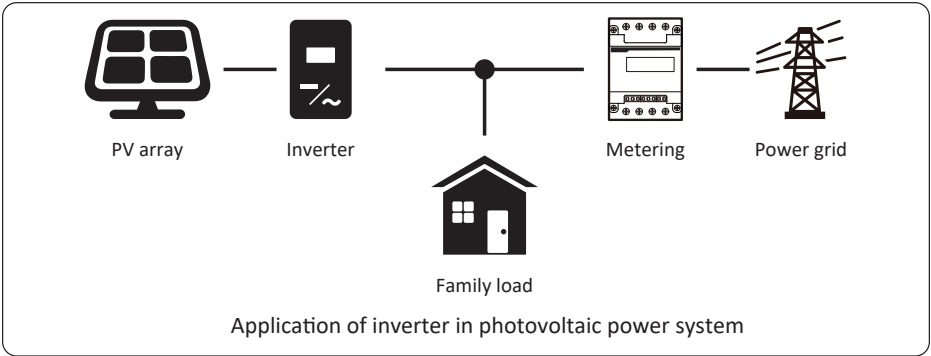 PV array
Inverter
Metering
Power grid
Family load
Application of inverter in photovoltaic power system